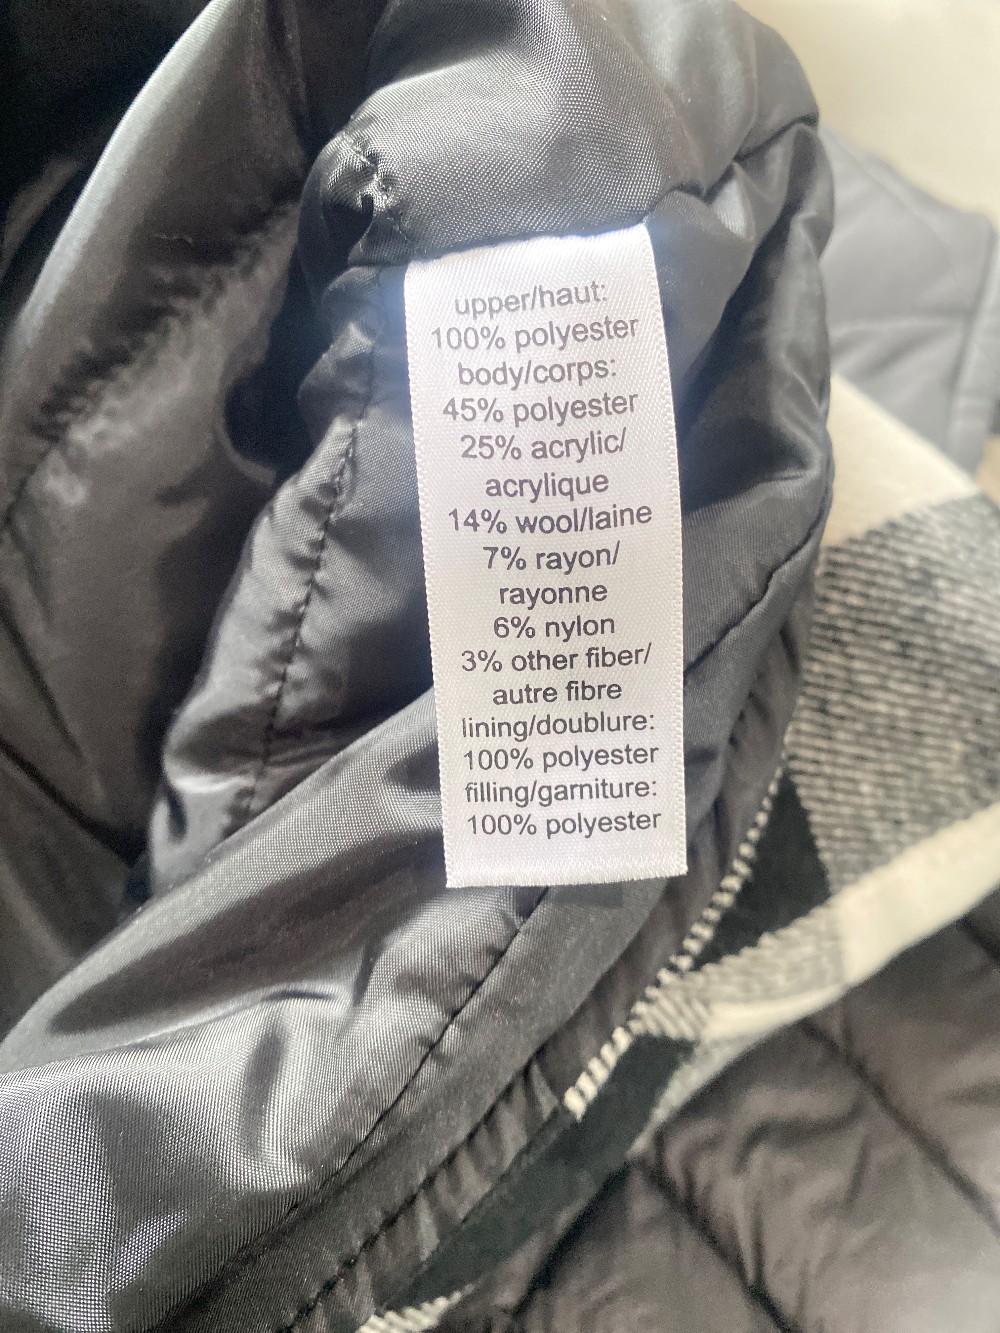 upper/haut:
100% polyester
body/corps:
45% polyester
25% acrylic/
acrylique
14% wool/laine
7% rayon/
rayonne
6% nylon
3% other fiber/
autre fibre
lining/doublure:
100% polyester
filling/garniture:
100% polyester